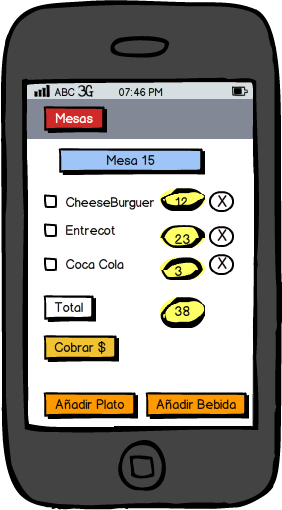 ABC 3G 07:46 PM
Mesas
Mesa 15
CheeseBurguer 12 X
Entrecot 23 X
Coca Cola 3 X
Total 38
Cobrar $
Añadir Plato Añadir Bebida